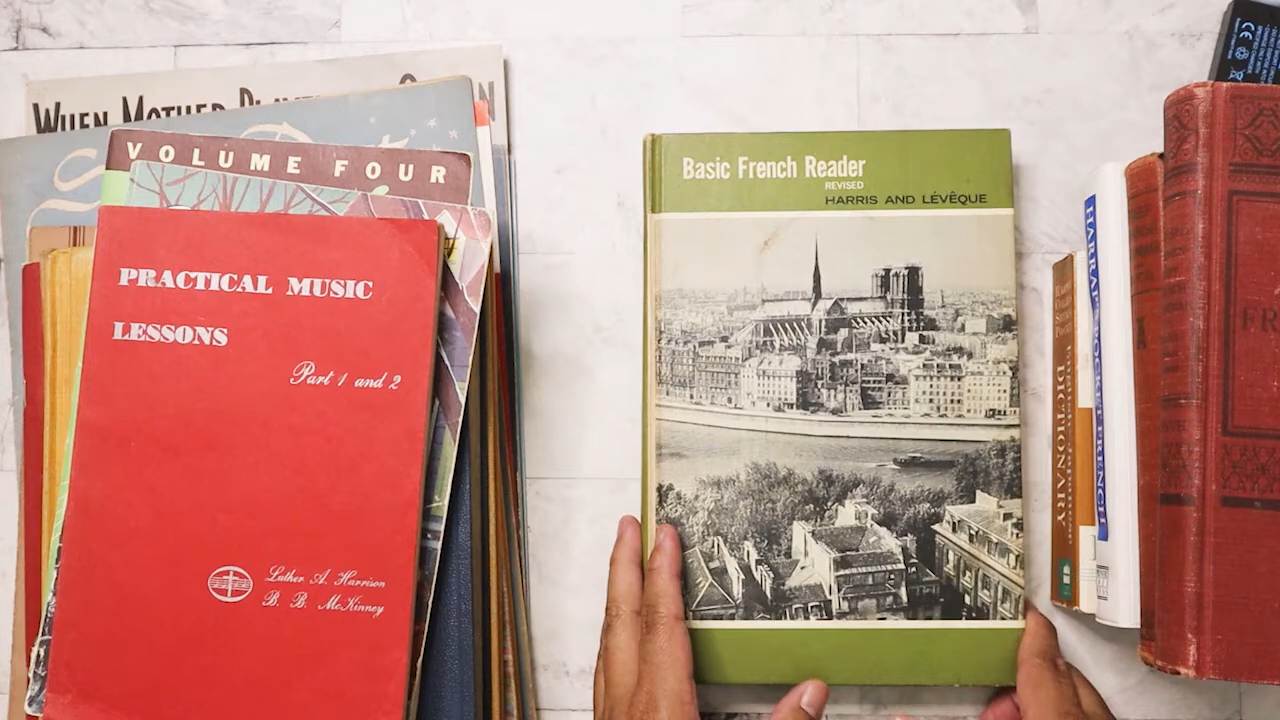 WHEN MOTHER
VOLUME FOUR
PRACTICAL MUSIC
LESSONS
Part 1 and 2
Luther A. Harrison
B. B. McKinney
Basic French Reader
REVISED
HARRIS AND LÉVÊQUE
DICTIONARY
HARRAP'S POCKET FRENCH
FR
CE